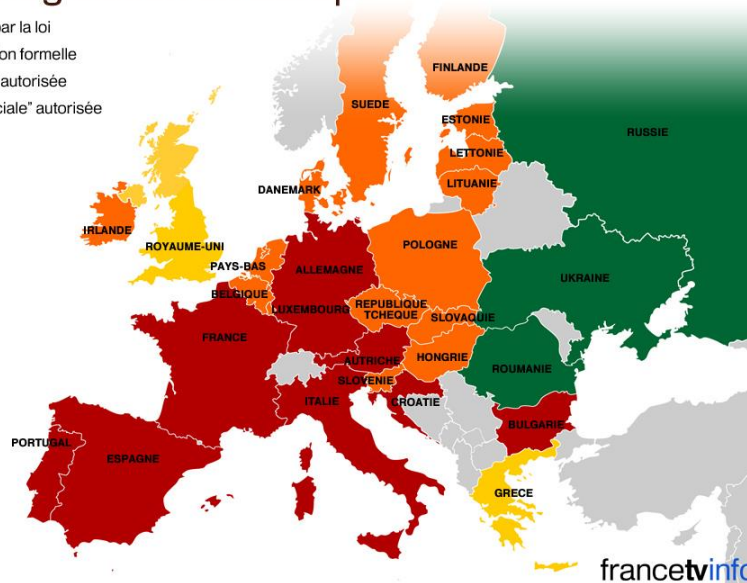 par la loi
on formelle
autorisée
ciale" autorisée
FINLANDE
SUEDE
ESTONIE
RUSSIE
LETTONIE
LITUANIE
DANEMARK
IRLANDE
ROYAUME-UNI
POLOGNE
PAYS-BAS
ALLEMAGNE
UKRAINE
BELGIQUE
LUXEMBOURG
REPUBLIQUE
TCHEQUE
SLOVAQUIE
FRANCE
HONGRIE
AUTRICHE
ROUMANIE
SLOVENIE
ITALIE
CROATIE
BULGARIE
PORTUGAL
ESPAGNE
GRECE
francetvinfo